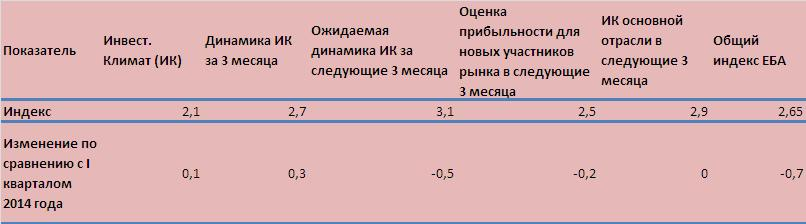 Показатель
Инвест.
Климат (ИК)
Динамика ИК
за 3 месяца
Ожидаемая
динамика ИК за
следующие 3 месяца
Оценка
прибыльности для
новых участников
рынка в следующие
3 месяца
ИК основной
отрасли в
следующие 3
месяца
Общий
индекс ЕБА
Индекс 2,1 2,7 3,1 2,5 2,9 2,65
Изменение по
сравнению с I
кварталом
2014 года
0,1 0,3 -0,5 -0,2 0 -0,7